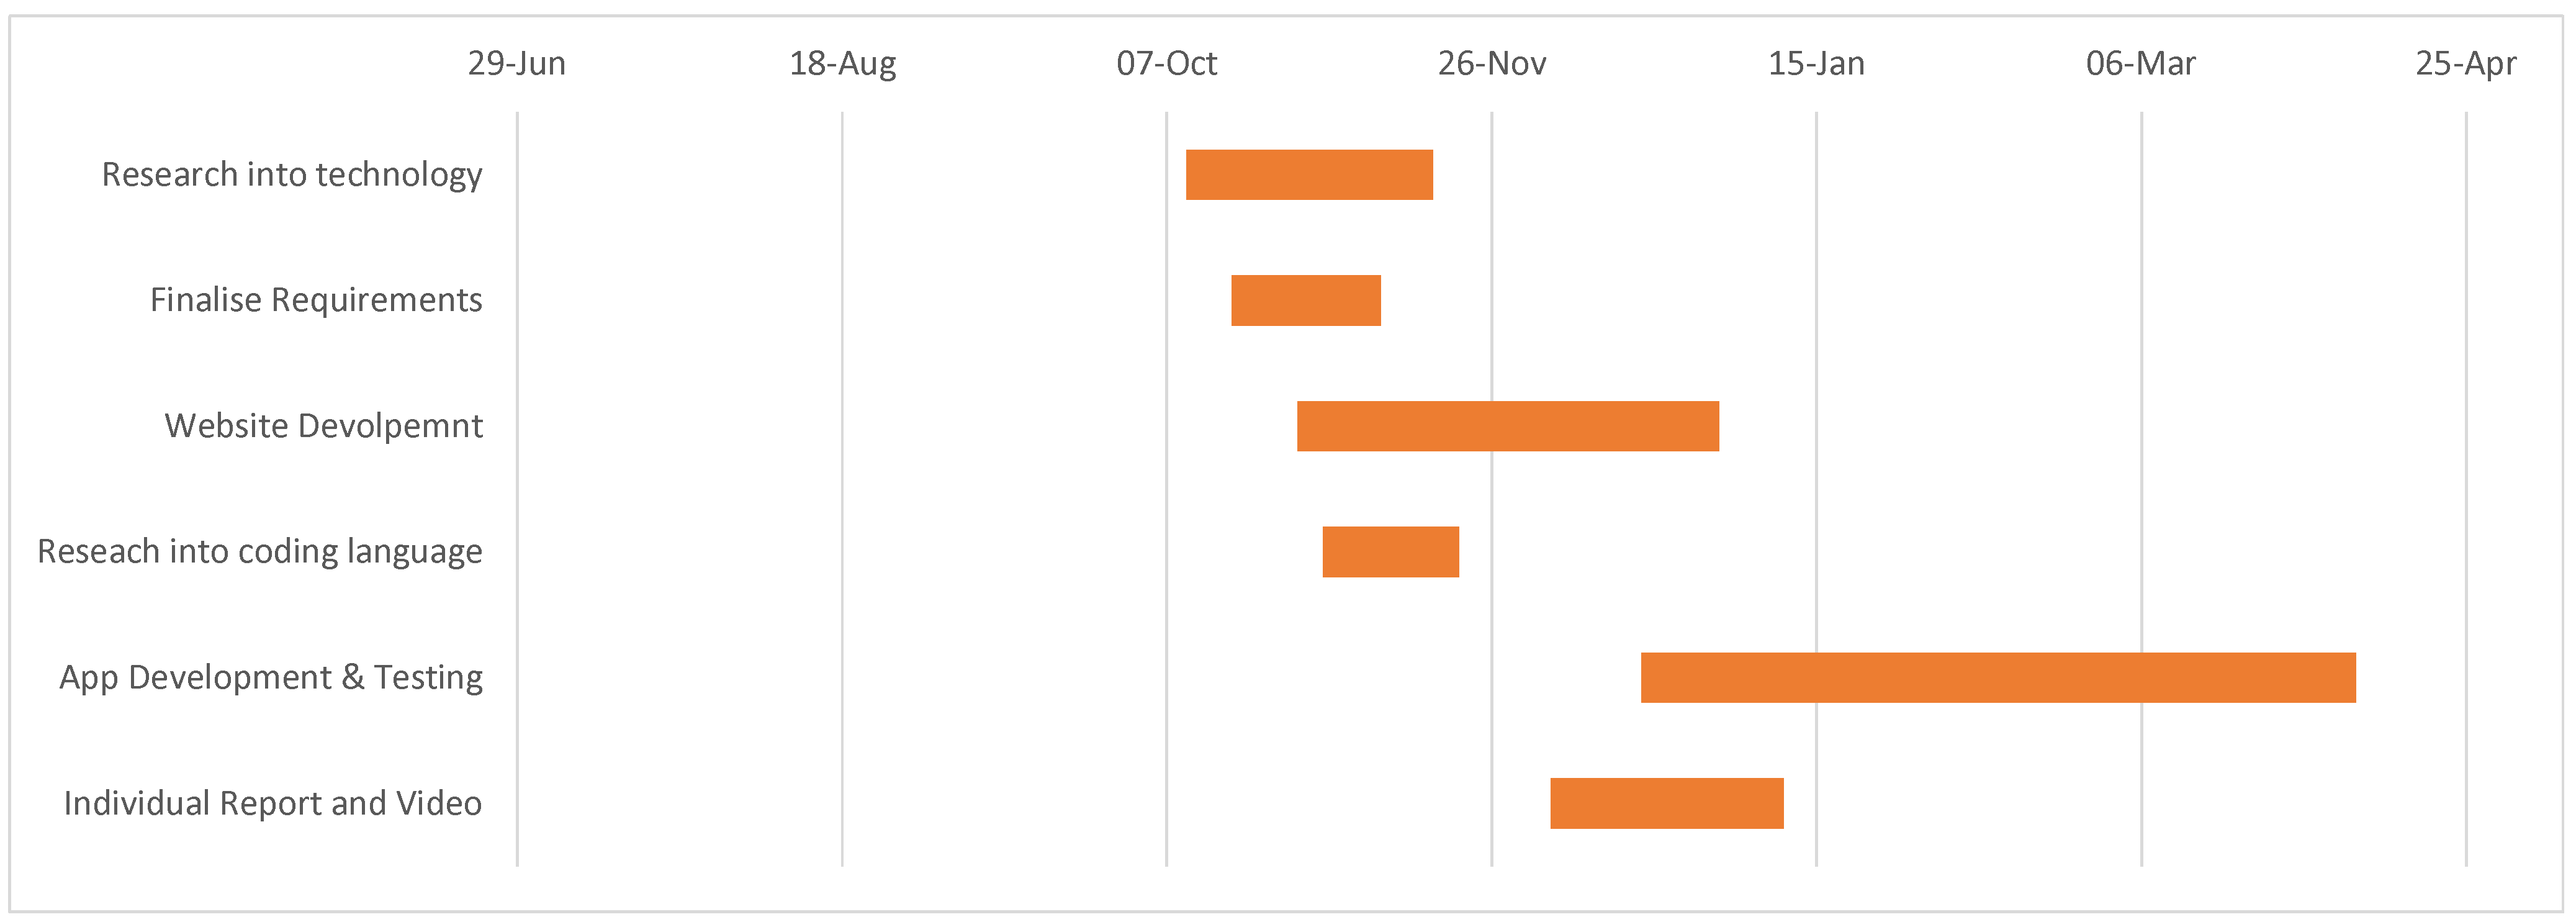 29-Jun 18-Aug 07-Oct 26-Nov 15-Jan 06-Mar 25-Apr
Research into technology
Finalise Requirements
Website Devolpemnt
Reseach into coding language
App Development & Testing
Individual Report and Video